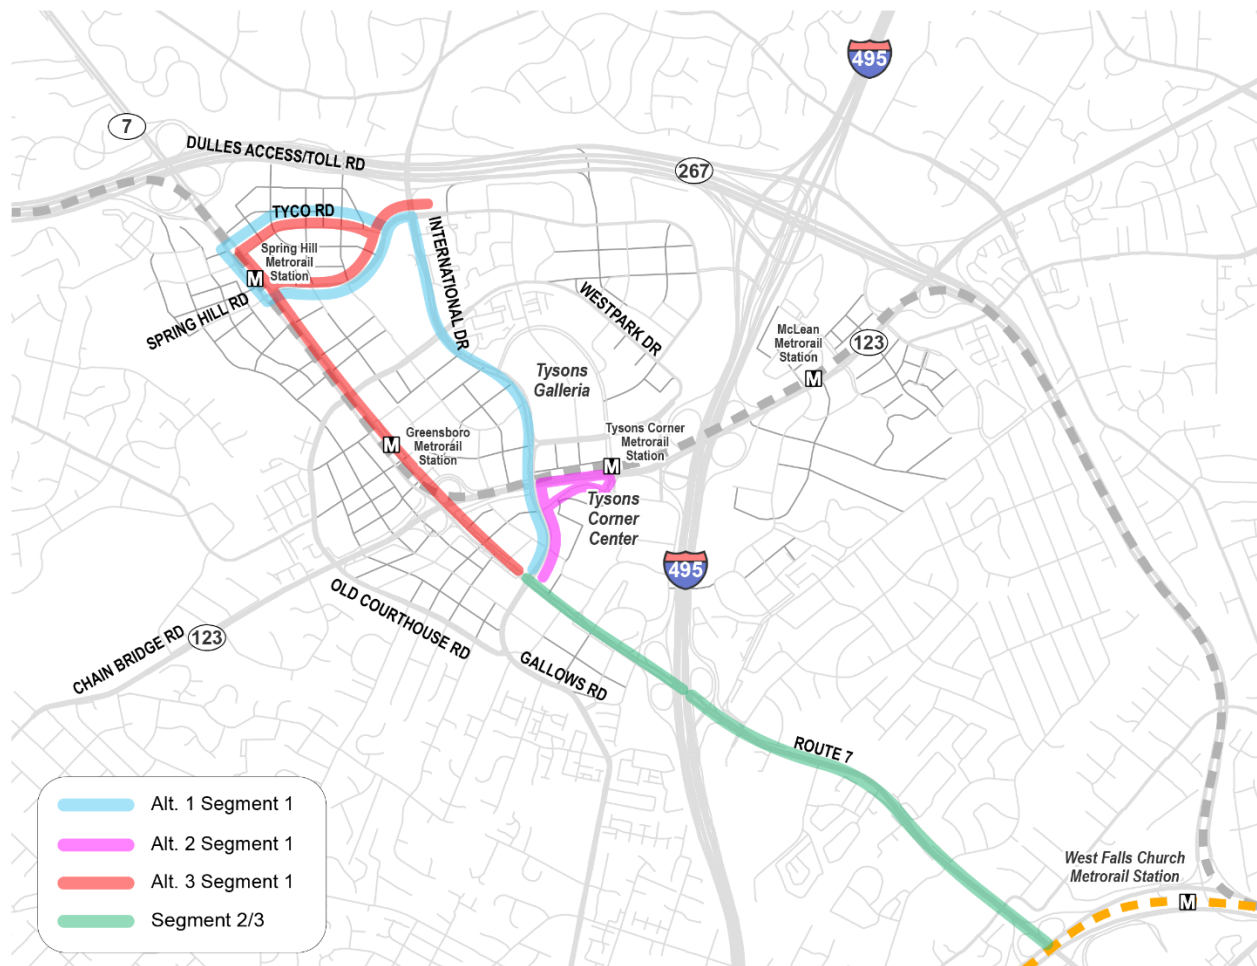 495
7
DULLES ACCESS/TOLL RD
267
TYCO RD
Spring Hill
Metrorail
Station
M
INTERNATIONAL DR
SPRING HILL RD
WESTPARK DR
McLean
Metrorail
Station
M
123
Tysons
Galleria
Greensboro
Metrorail
Station
M
Tysons Corner
Metrorail
Station
M
Tysons
Corner
Center
495
OLD COURTHOUSE RD
CHAIN BRIDGE RD
123
GALLOWS RD
ROUTE 7
West Falls Church
Metrorail Station
M
Alt. 1 Segment 1
Alt. 2 Segment 1
Alt. 3 Segment 1
Segment 2/3